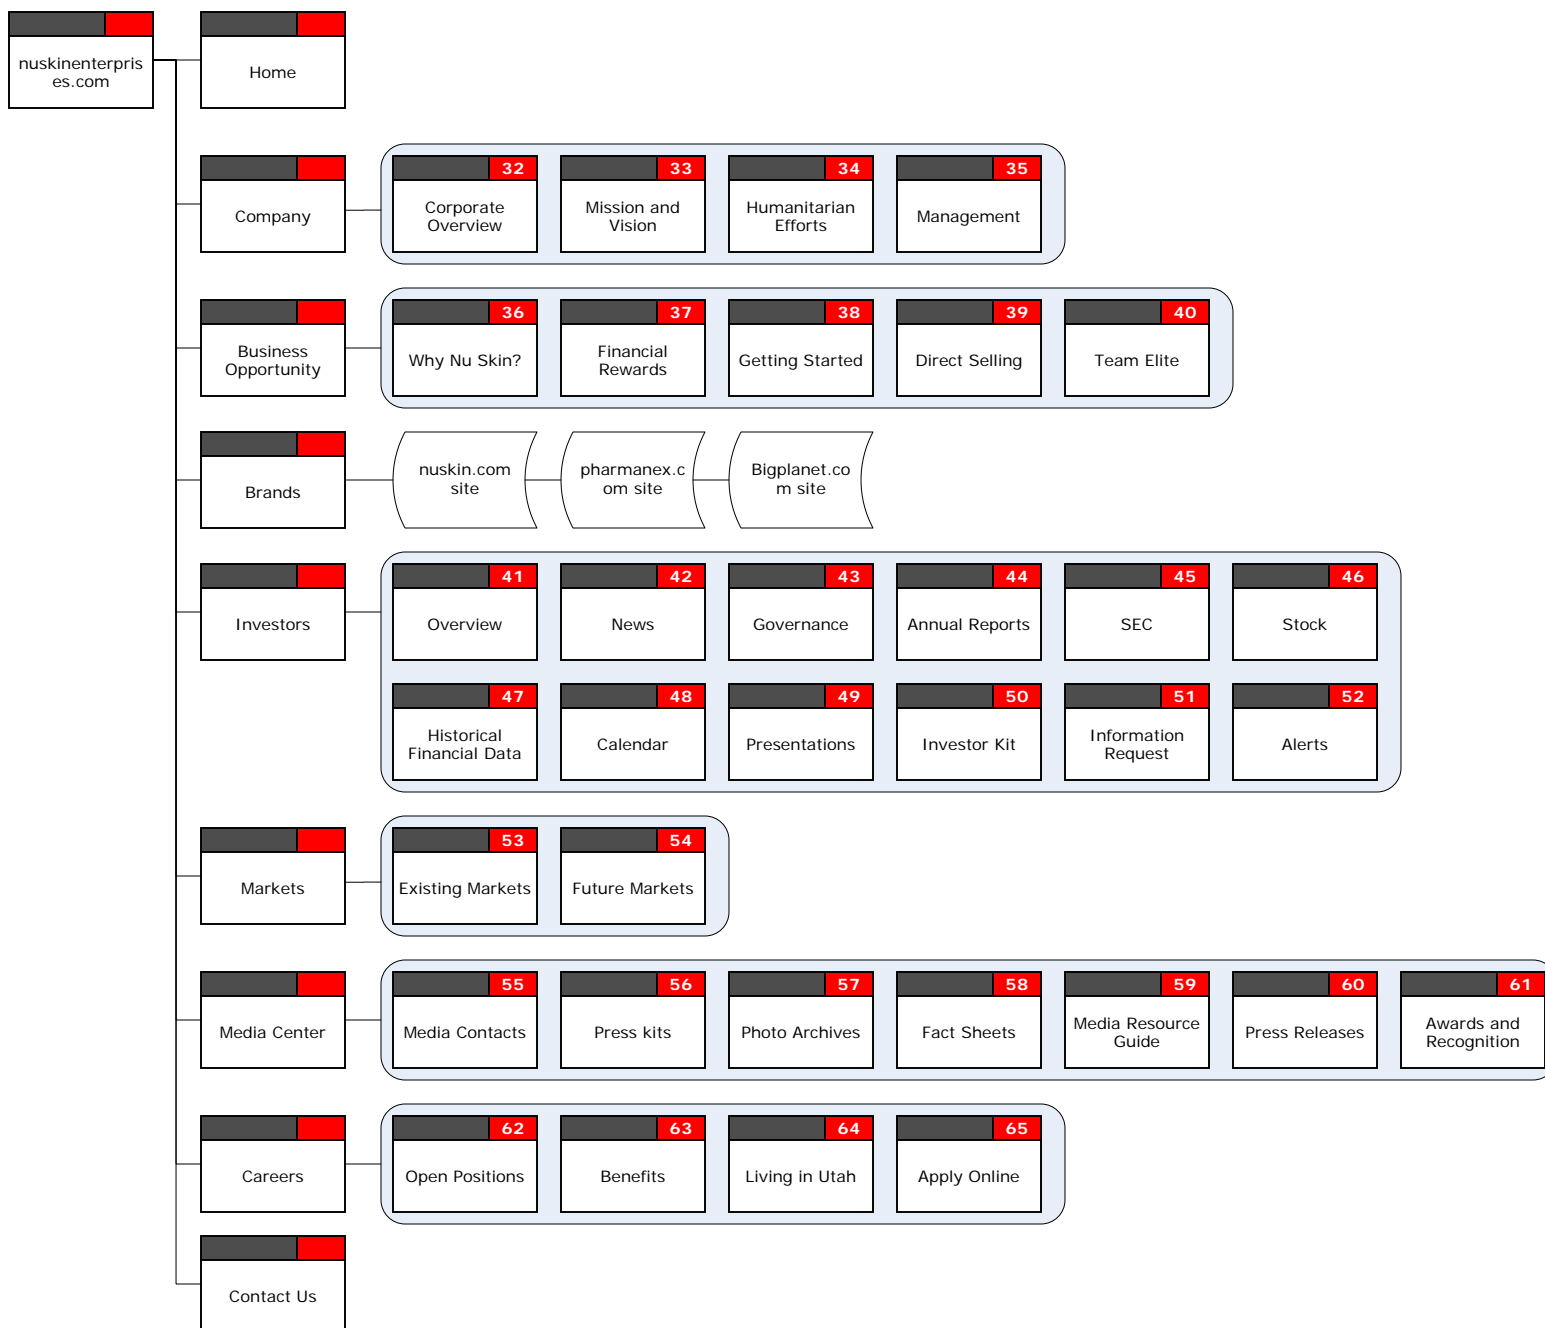 nuskinenterpris
es.com
Home
Company
32
Corporate
Overview
33
Mission and
Vision
34
Humanitarian
Efforts
35
Management
Business
Opportunity
36
Why Nu Skin?
37
Financial
Rewards
38
Getting Started
39
Direct Selling
40
Team Elite
Brands
nuskin.com
site
pharmanex.c
om site
Bigplanet.co
m site
Investors
41
Overview
42
News
43
Governance
44
Annual Reports
45
SEC
46
Stock
47
Historical
Financial Data
48
Calendar
49
Presentations
50
Investor Kit
51
Information
Request
52
Alerts
Markets
53
Existing Markets
54
Future Markets
Media Center
55
Media Contacts
56
Press kits
57
Photo Archives
58
Fact Sheets
59
Media Resource
Guide
60
Press Releases
61
Awards and
Recognition
Careers
62
Open Positions
63
Benefits
64
Living in Utah
65
Apply Online
Contact Us